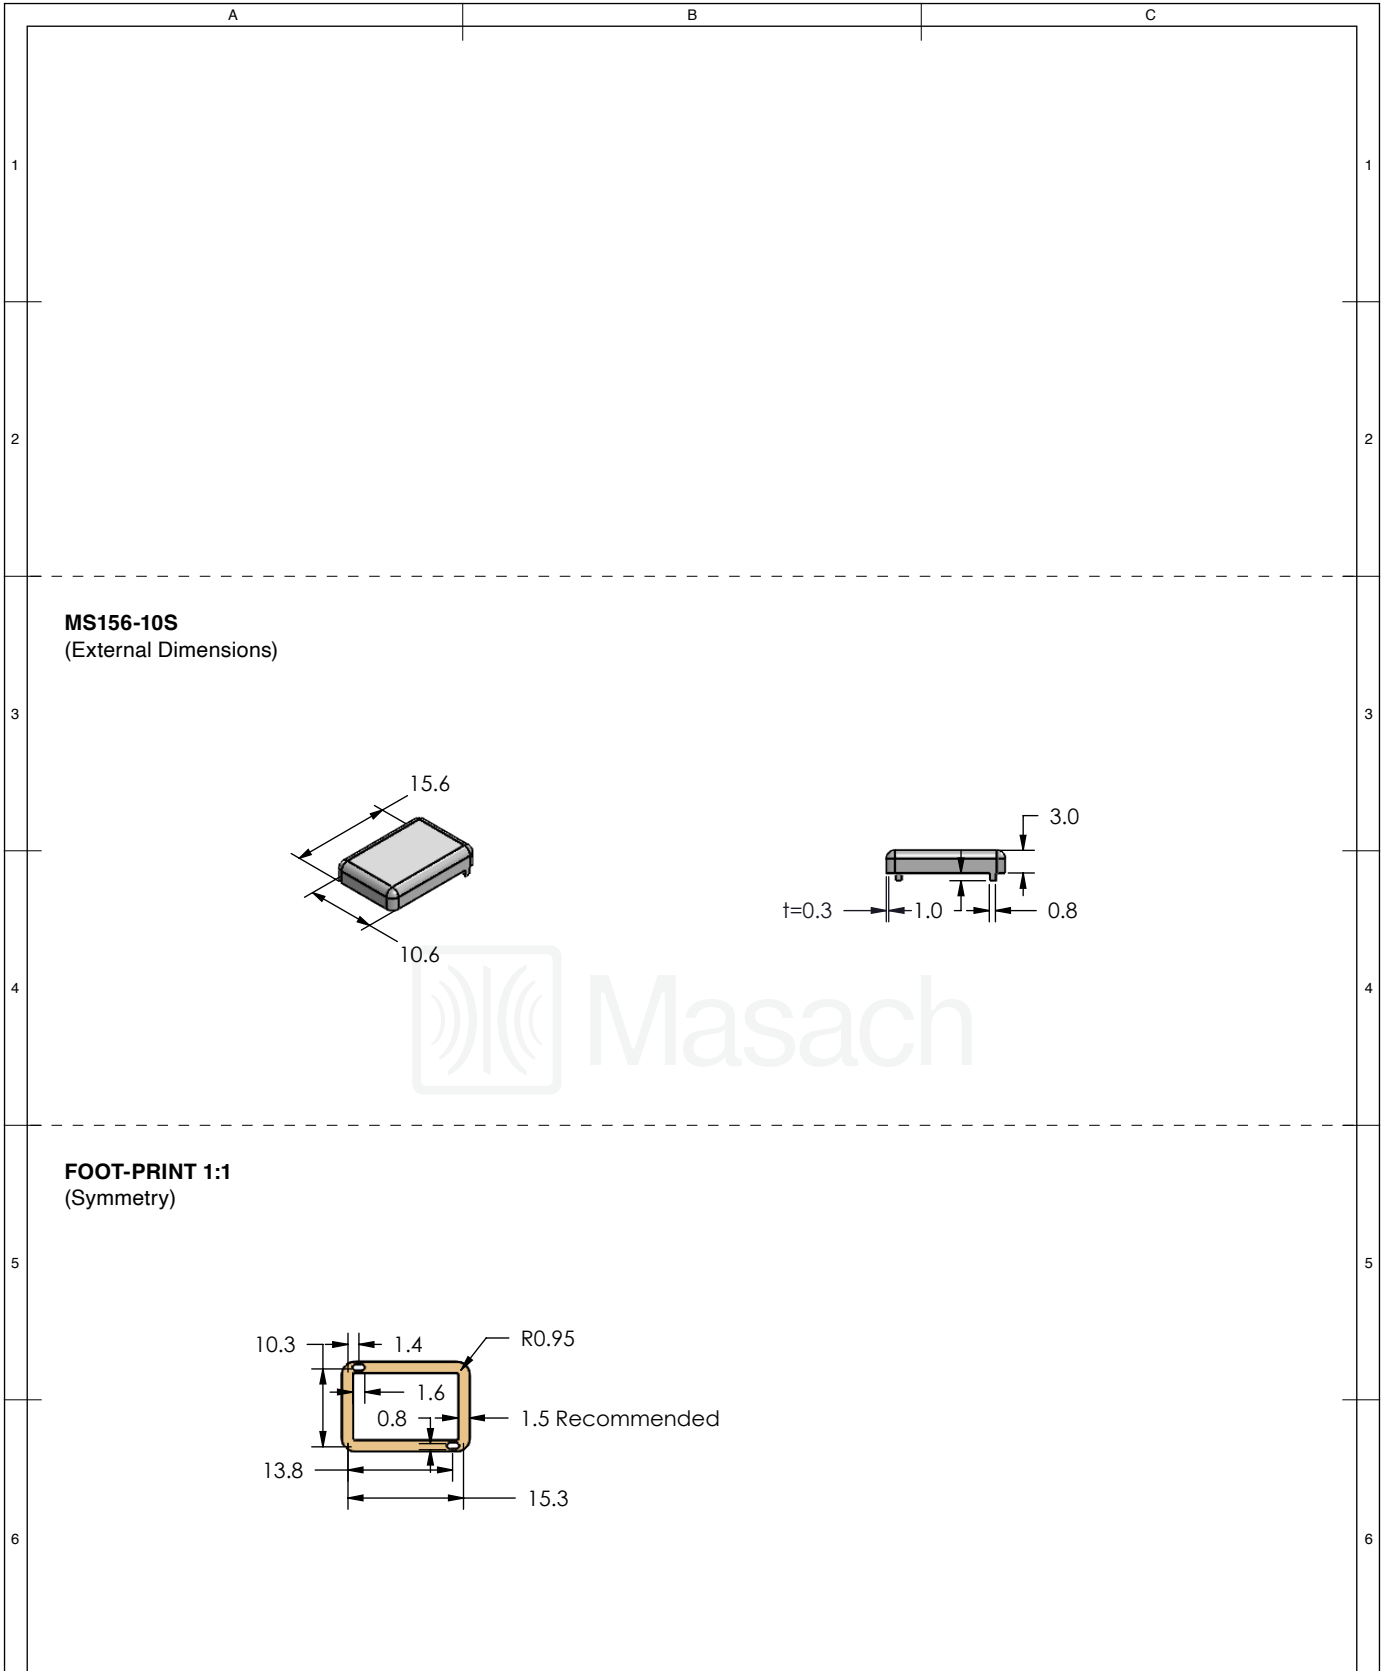 A
B
C
1
1
2
2
MS156-10S
(External Dimensions)
3
3
15.6
10.6
3.0
t=0.3
1.0
0.8
Masach
4
4
FOOT-PRINT 1:1
(Symmetry)
5
5
10.3
1.4
R0.95
1.6
0.8
1.5 Recommended
13.8
15.3
6
6